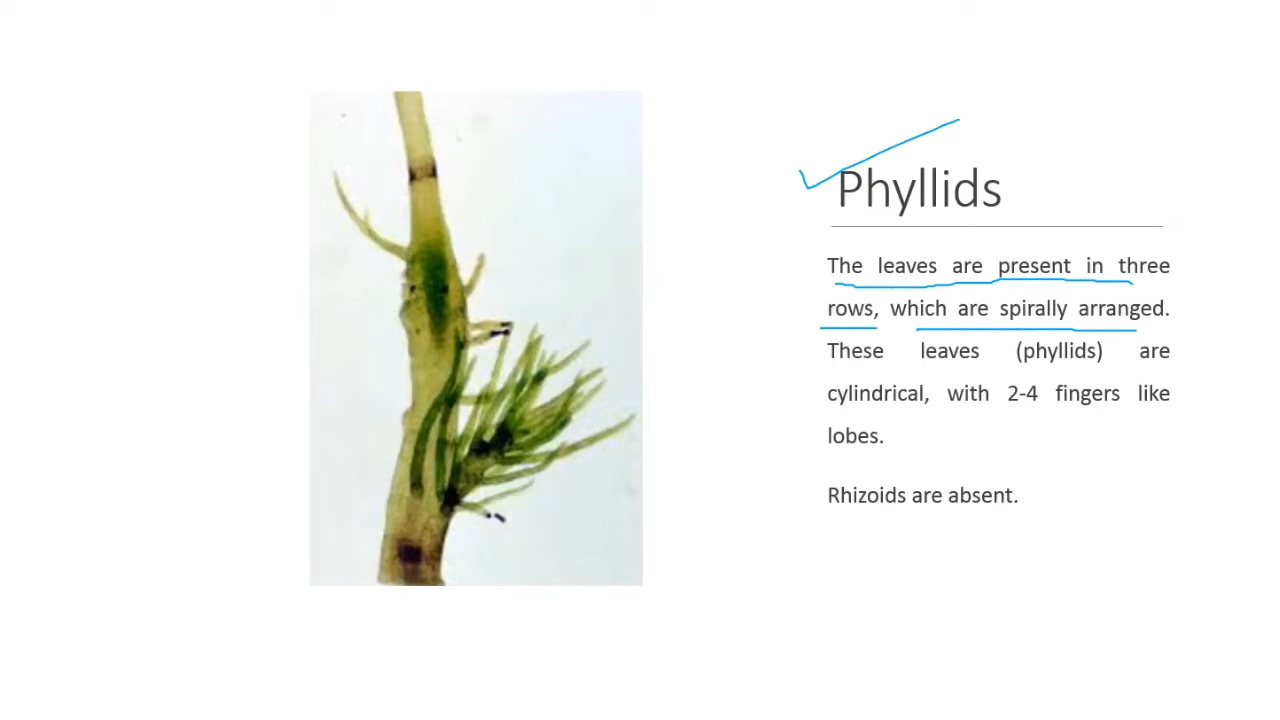 Phyllids
The leaves are present in three
rows, which are spirally arranged.
These leaves (phyllids) are
cylindrical, with 2-4 fingers like
lobes.
Rhizoids are absent.